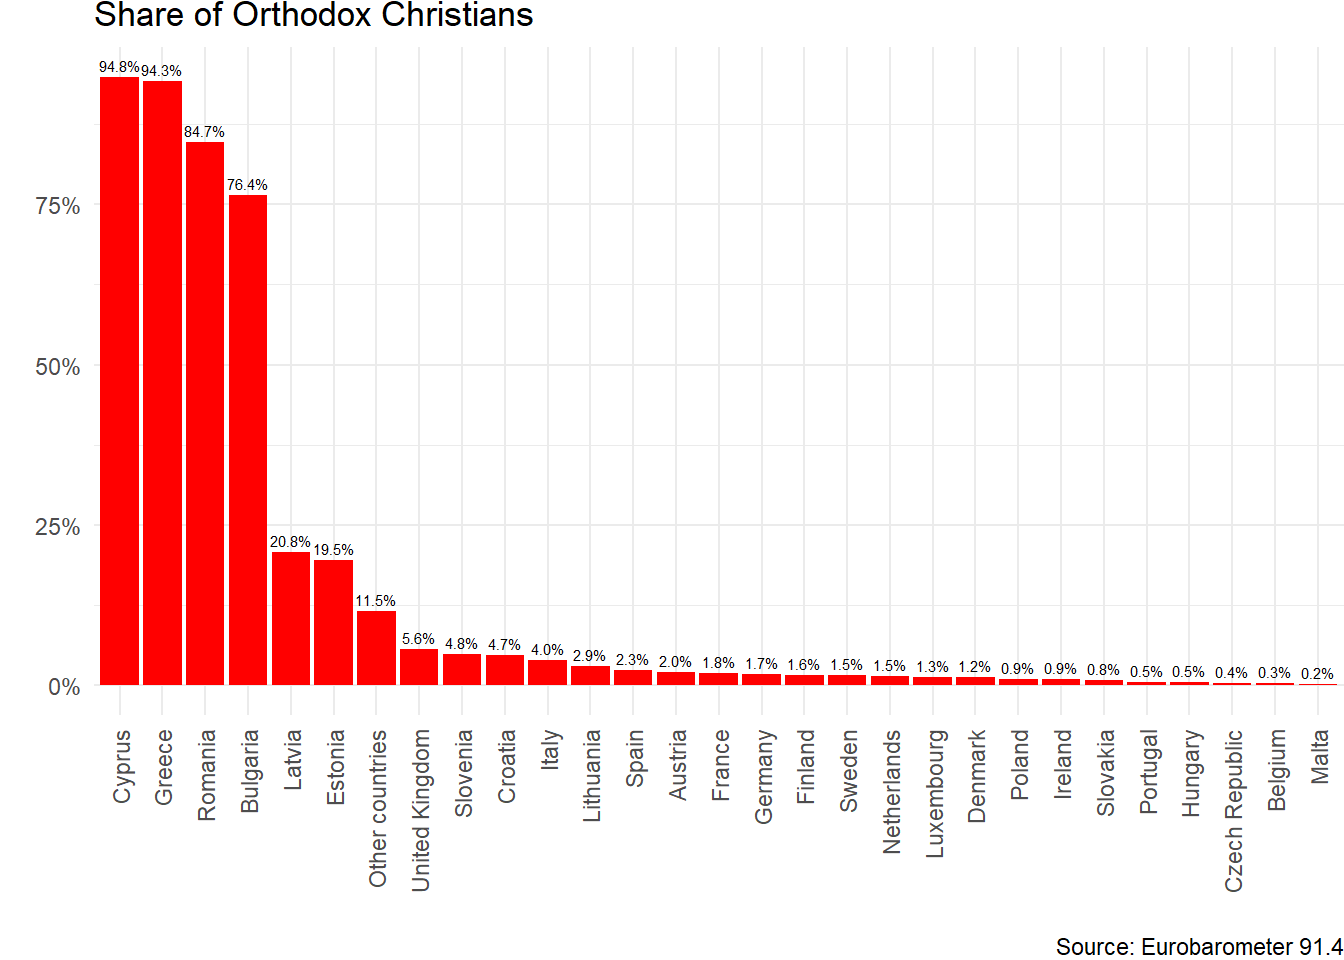 Share of Orthodox Christians
94.8%
94.3%
84.7%
76.4%
20.8%
19.5%
11.5%
5.6%
4.8%
4.7%
4.0%
2.9%
2.3%
2.0%
1.8%
1.7%
1.6%
1.5%
1.5%
1.3%
1.2%
0.9%
0.9%
0.8%
0.5%
0.5%
0.4%
0.3%
0.2%
75%
50%
25%
0%
Cyprus
Greece
Romania
Bulgaria
Latvia
Estonia
Other countries
United Kingdom
Slovenia
Croatia
Italy
Lithuania
Spain
Austria
France
Germany
Finland
Sweden
Netherlands
Luxembourg
Denmark
Poland
Ireland
Slovakia
Portugal
Hungary
Czech Republic
Belgium
Malta
Source: Eurobarometer 91.4